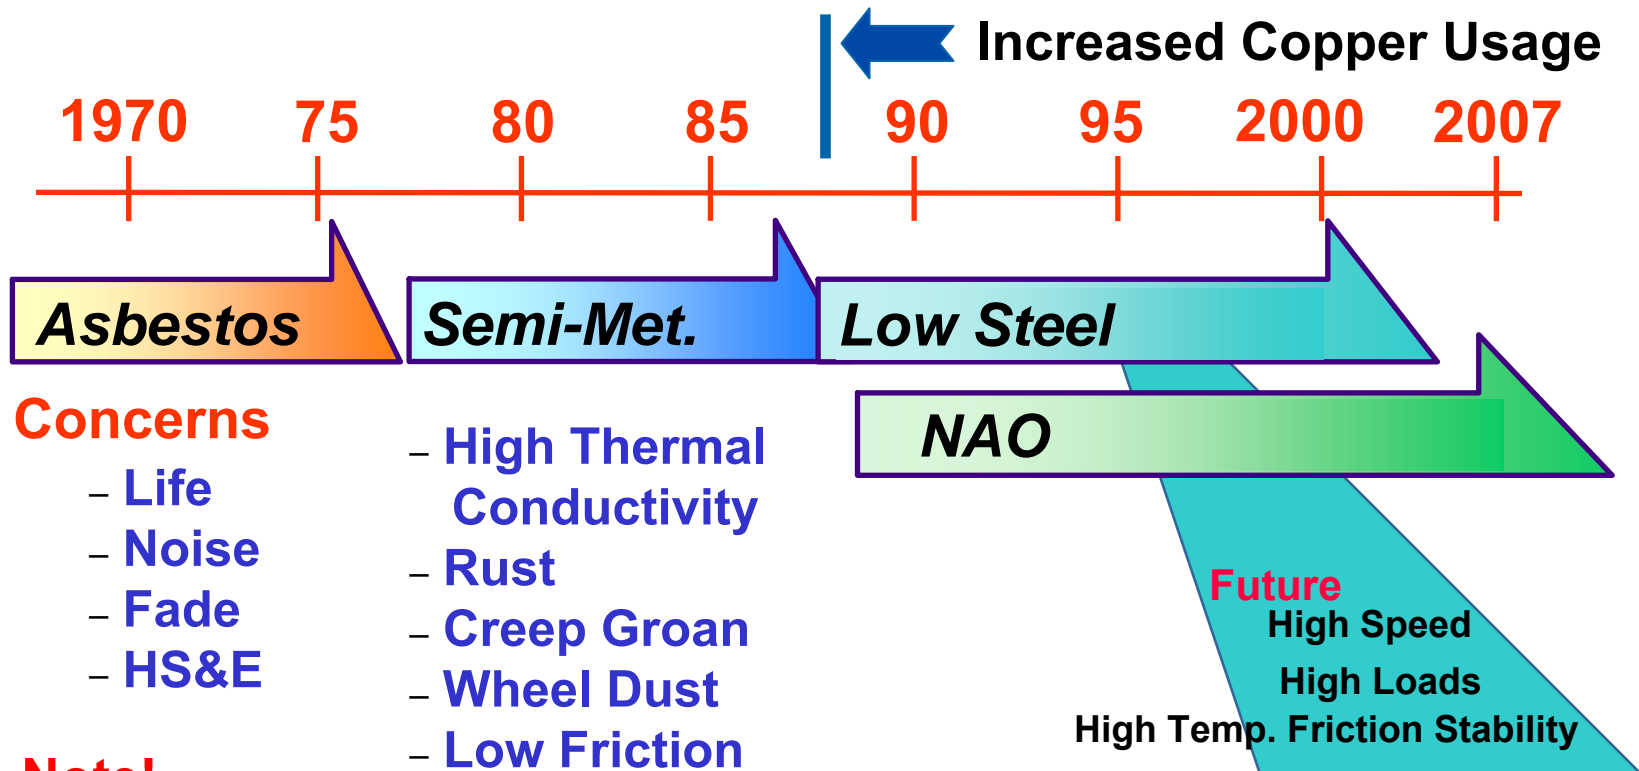 Increased Copper Usage
1970 75 80 85 90 95 2000 2007
Asbestos
Semi-Met.
Low Steel
NAO
Concerns
– Life
– Noise
– Fade
– HS&E
– High Thermal
Conductivity
– Rust
– Creep Groan
– Wheel Dust
– Low Friction
Future
High Speed
High Loads
High Temp. Friction Stability
Note!